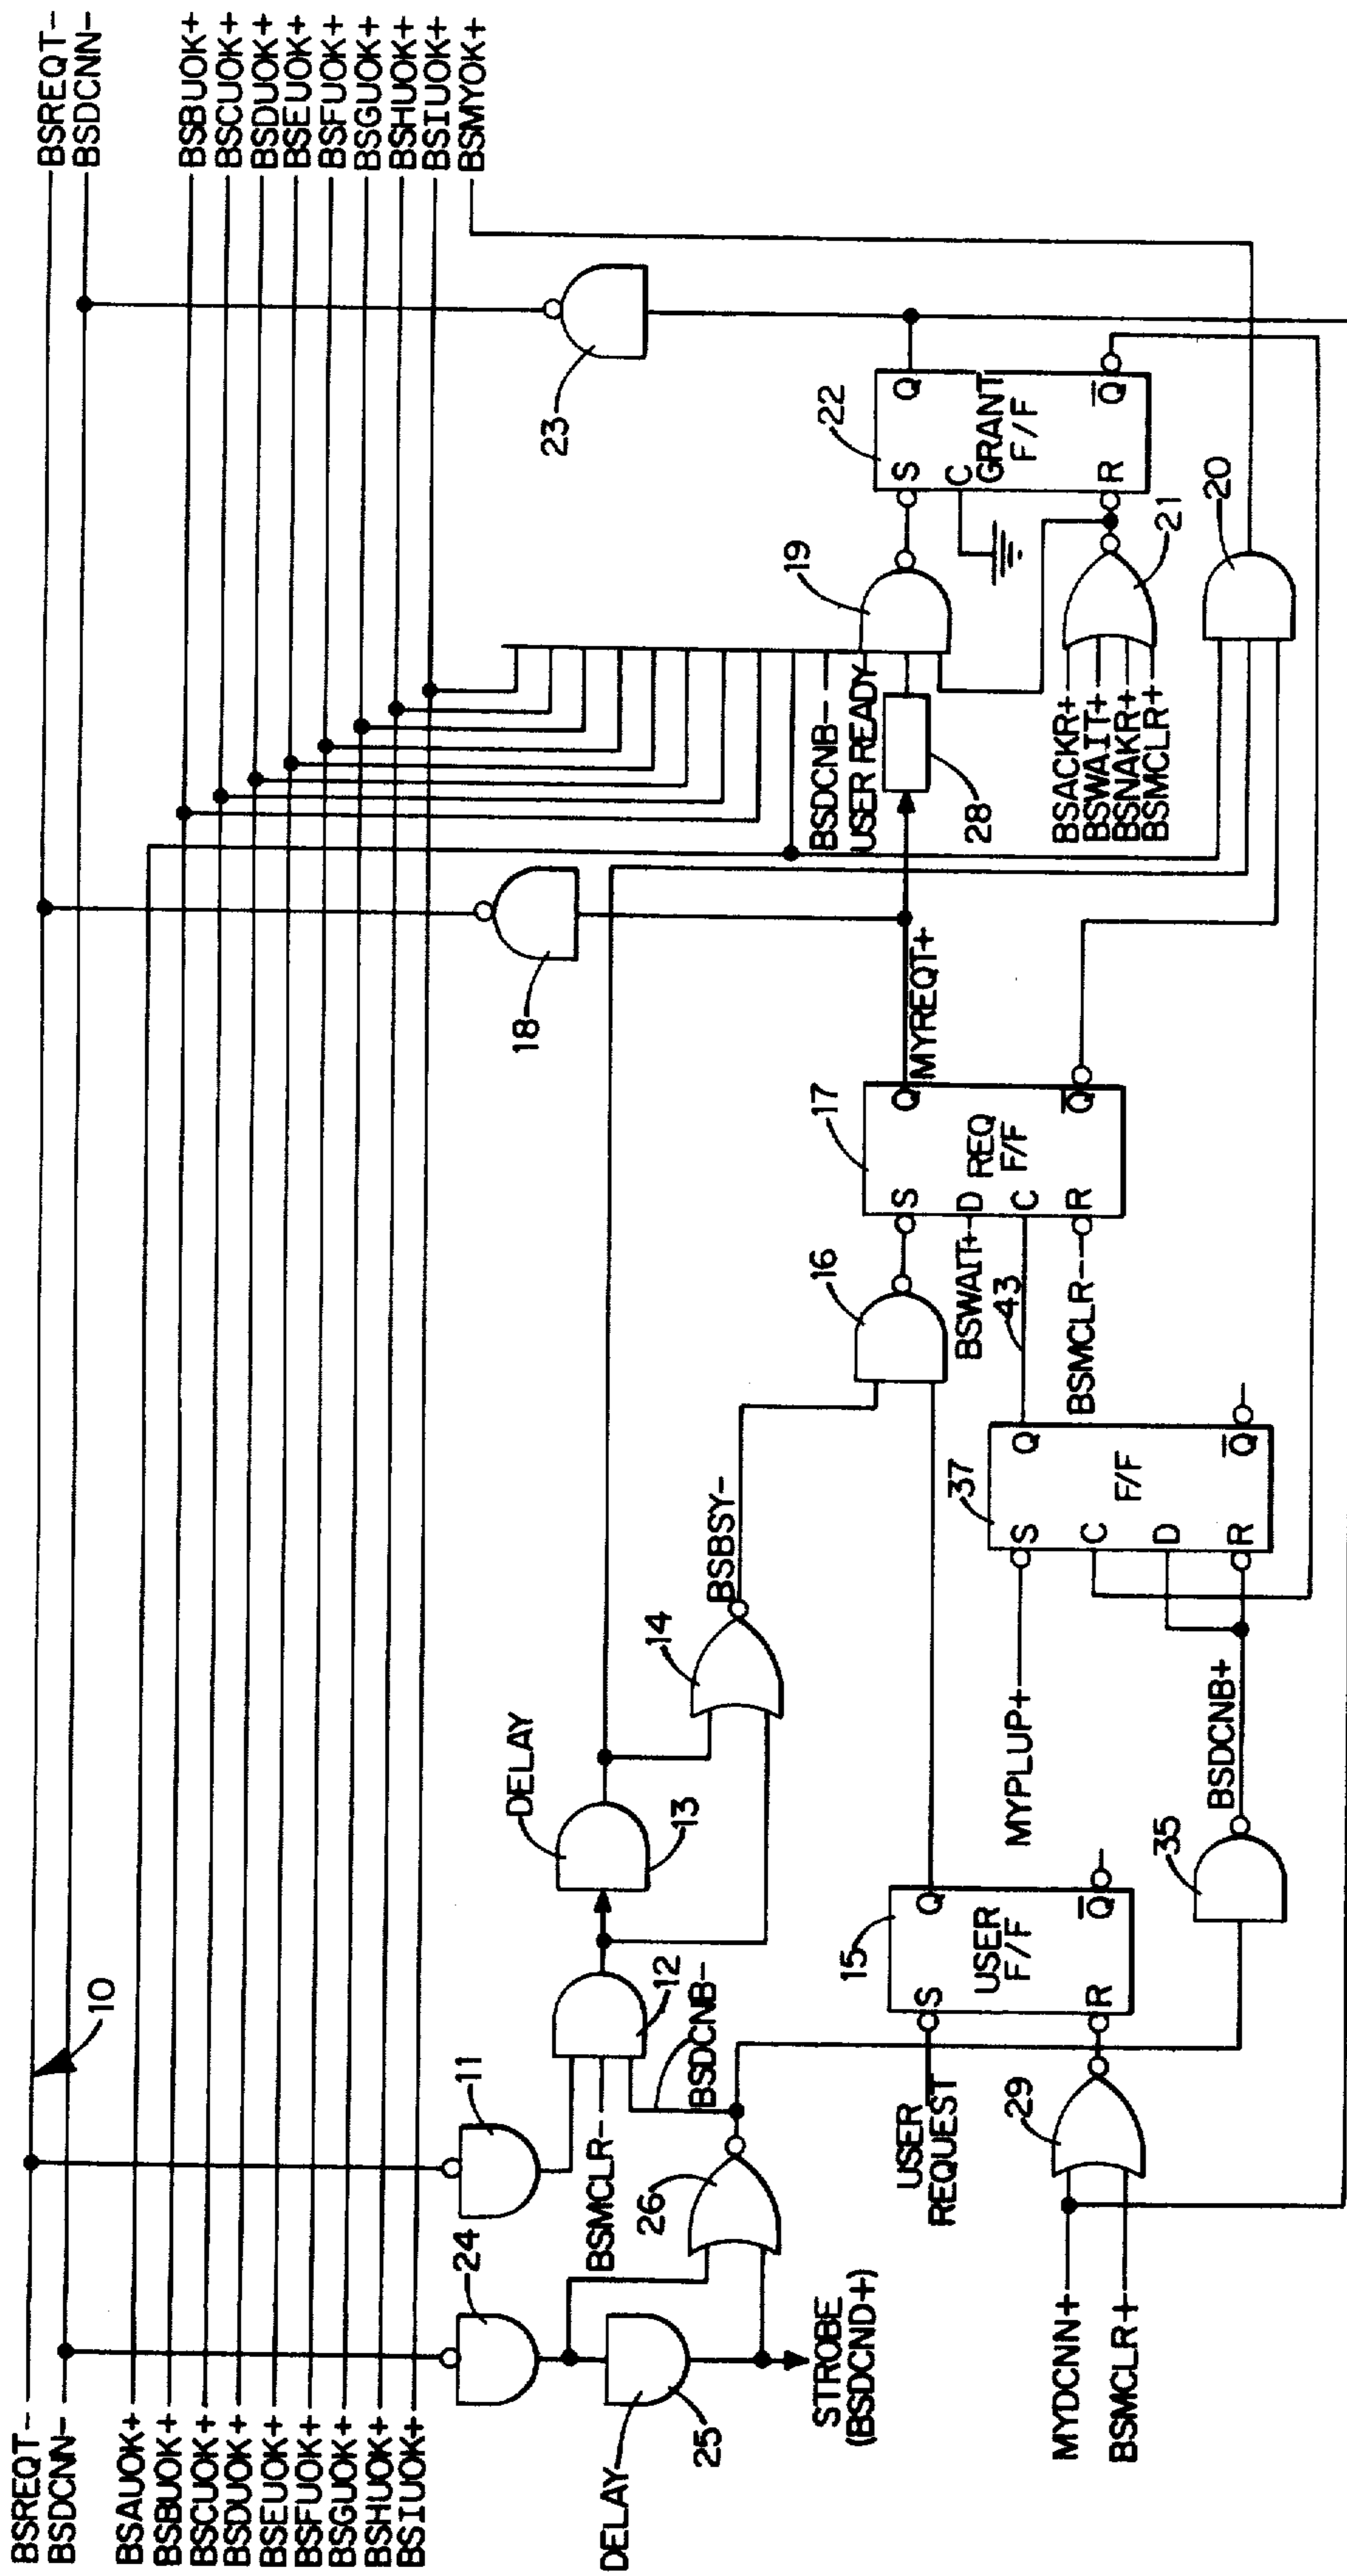 BSREQT-
BSDCNN-
BSAUOK+
BSBUOK+
BSCUOK+
BSDUOK+
BSEUOK+
BSFUOK+
BSGUOK+
BSHUOK+
BSIUOK+
10
BSREQT-
BSDCNN-
BSBUOK+
BSCUOK+
BSDUOK+
BSEUOK+
BSFUOK+
BSGUOK+
BSHUOK+
BSIUOK+
BSMYOK+
24
11
DELAY
25
STROBE
(BSDCND+)
26
BSMCLR-
12
BSDCNB-
DELAY
13
14
BSBSY-
USER
REQUEST
15
S
Q
USER
F/F
R
Q
29
MYDCNN+
BSMCLR+
35
BSDCNB+
MYPLUP+
37
S
Q
C
F/F
D
R
Q
16
43
BSWAIT+
BSMCLR-
17
S
Q
D
REQ
F/F
C
R
Q
MYREQT+
18
28
BSDCNB-
USER READY
19
BSACKR+
BSWAIT+
BSNAKR+
BSMCLR+
21
20
22
S
Q
C
GRANT
F/F
R
Q
23